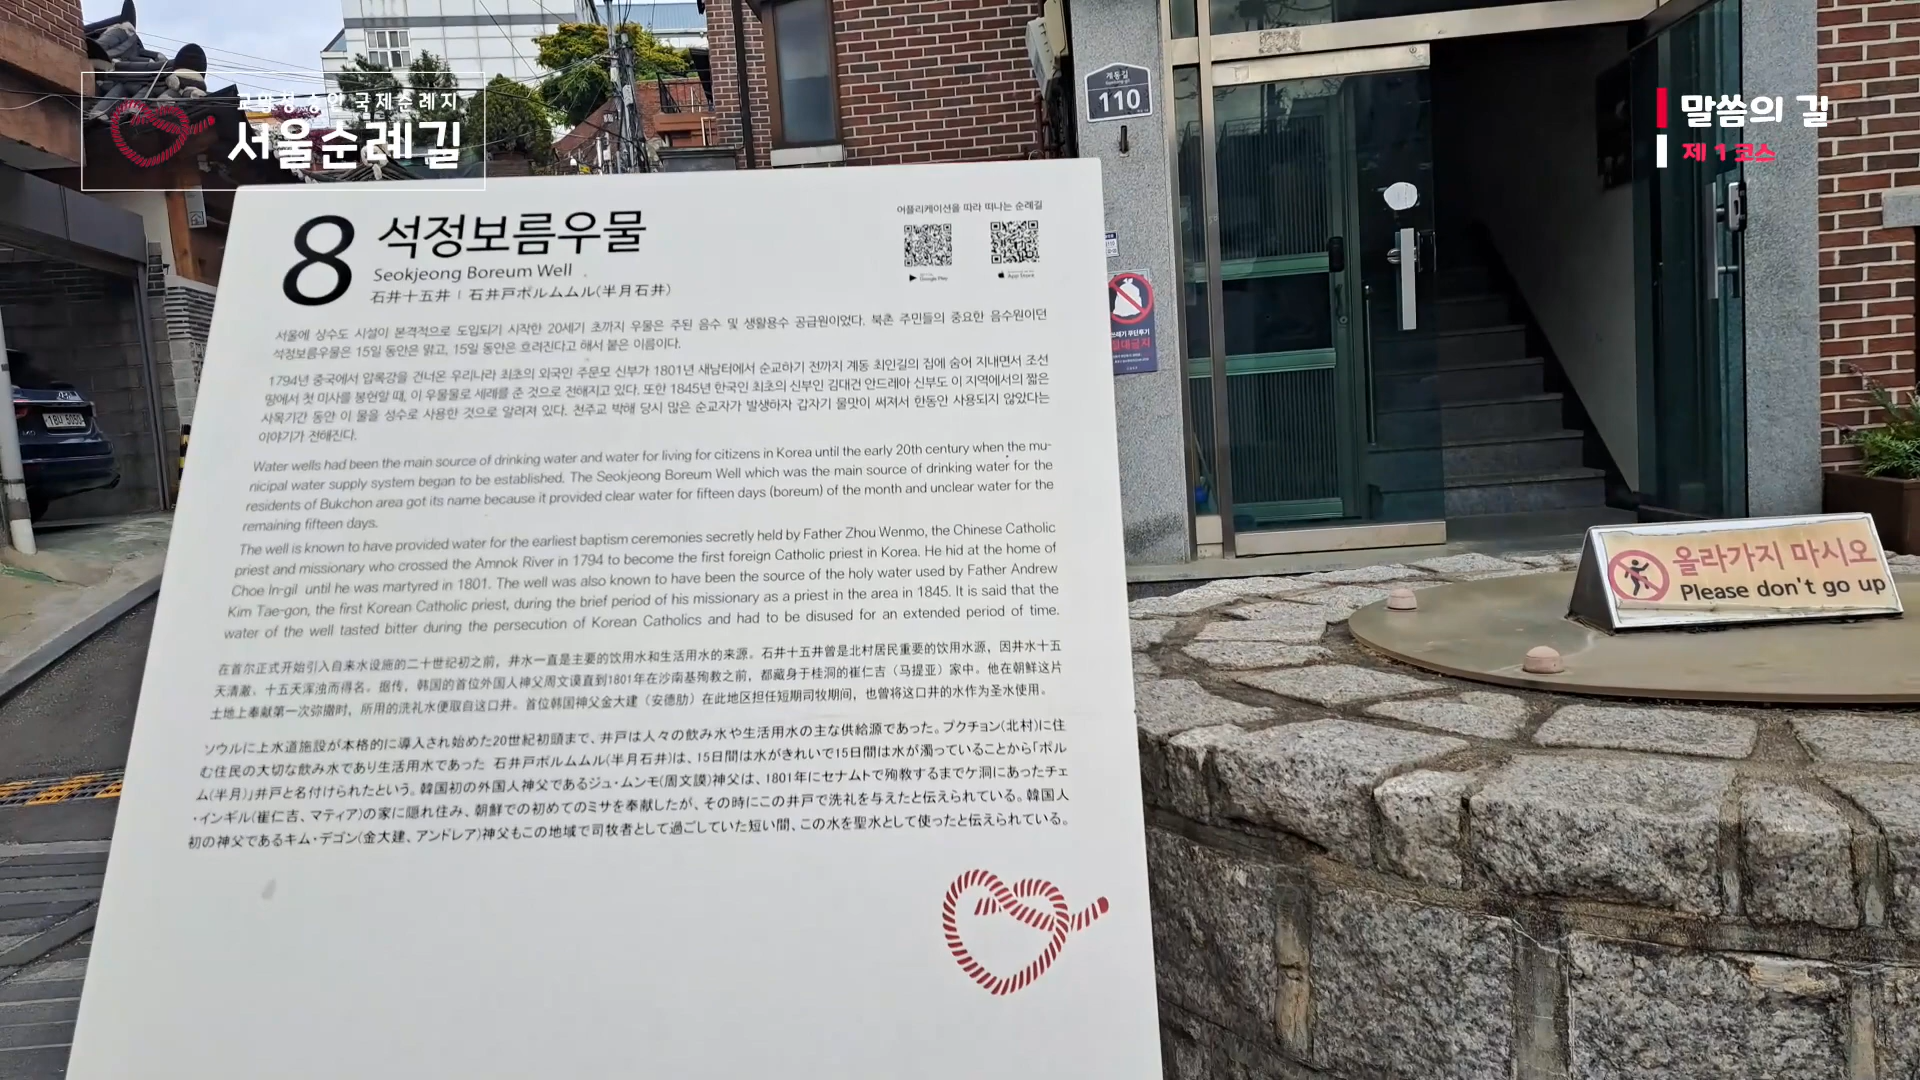 교황청 승인 국제순례지
서울순례길
말씀의 길
제 1 코스
계동길
110
8 석정보름우물
Seokjeong Boreum Well
石井十五井 | 石井戸ボルムムル(半月石井)
어플리케이션을 따라 떠나는 순례길
Google Play
App Store
서울에 상수도 시설이 본격적으로 도입되기 시작한 20세기 초까지 우물은 주된 음수 및 생활용수 공급원이었다. 북촌 주민들의 중요한 음수원이던
석정보름우물은 15일 동안은 맑고, 15일 동안은 흐려진다고 해서 붙은 이름이다.
1794년 중국에서 압록강을 건너온 우리나라 최초의 외국인 주문모 신부가 1801년 새남터에서 순교하기 전까지 계동 최인길의 집에 숨어 지내면서 조선
땅에서 첫 미사를 봉헌할 때, 이 우물물로 세례를 준 것으로 전해지고 있다. 또한 1845년 한국인 최초의 신부인 김대건 안드레아 신부도 이 지역에서의 짧은
사목기간 동안 이 물을 성수로 사용한 것으로 알려져 있다. 천주교 박해 당시 많은 순교자가 발생하자 갑자기 물맛이 써져서 한동안 사용되지 않았다는
이야기가 전해진다.
Water wells had been the main source of drinking water and water for living for citizens in Korea until the early 20th century when the mu-
nicipal water supply system began to be established. The Seokjeong Boreum Well which was the main source of drinking water for the
residents of Bukchon area got its name because it provided clear water for fifteen days (boreum) of the month and unclear water for the
remaining fifteen days.
The well is known to have provided water for the earliest baptism ceremonies secretly held by Father Zhou Wenmo, the Chinese Catholic
priest and missionary who crossed the Amnok River in 1794 to become the first foreign Catholic priest in Korea. He hid at the home of
Choe In-gil until he was martyred in 1801. The well was also known to have been the source of the holy water used by Father Andrew
Kim Tae-gon, the first Korean Catholic priest, during the brief period of his missionary as a priest in the area in 1845. It is said that the
water of the well tasted bitter during the persecution of Korean Catholics and had to be disused for an extended period of time.
在首尔正式开始引入自来水设施的二十世纪初之前，井水一直是主要的饮用水和生活用水的来源。石井十五井曾是北村居民重要的饮用水源，因井水十五
天清澈、十五天浑浊而得名。据传，韩国的首位外国人神父周文谟直到1801年在沙南基殉教之前，都藏身于桂洞的崔仁吉（马提亚）家中。他在朝鲜这片
土地上奉献第一次弥撒时，所用的洗礼水便取自这口井。首位韩国神父金大建（安德肋）在此地区担任短期司牧期间，也曾将这口井的水作为圣水使用。
ソウルに上水道施設が本格的に導入され始めた20世紀初頭まで、井戸は人々の飲み水や生活用水の主な供給源であった。プクチョン(北村)に住
む住民の大切な飲み水であり生活用水であった 石井戸ボルムムル(半月石井)は、15日間は水がきれいで15日間は水が濁っていることから「ボル
ム(半月)」井戸と名付けられたという。韓国初の外国人神父であるジュ・ムンモ(周文謨)神父は、1801年にセナムトで殉教するまでケ洞にあったチェ
・インギル(崔仁吉、マティア)の家に隠れ住み、朝鮮での初めてのミサを奉献したが、その時にこの井戸で洗礼を与えたと伝えられている。韓国人
初の神父であるキム・デゴン(金大建、アンドレア)神父もこの地域で司牧者として過ごしていた短い間、この水を聖水として使ったと伝えられている。
올라가지 마시오
Please don't go up